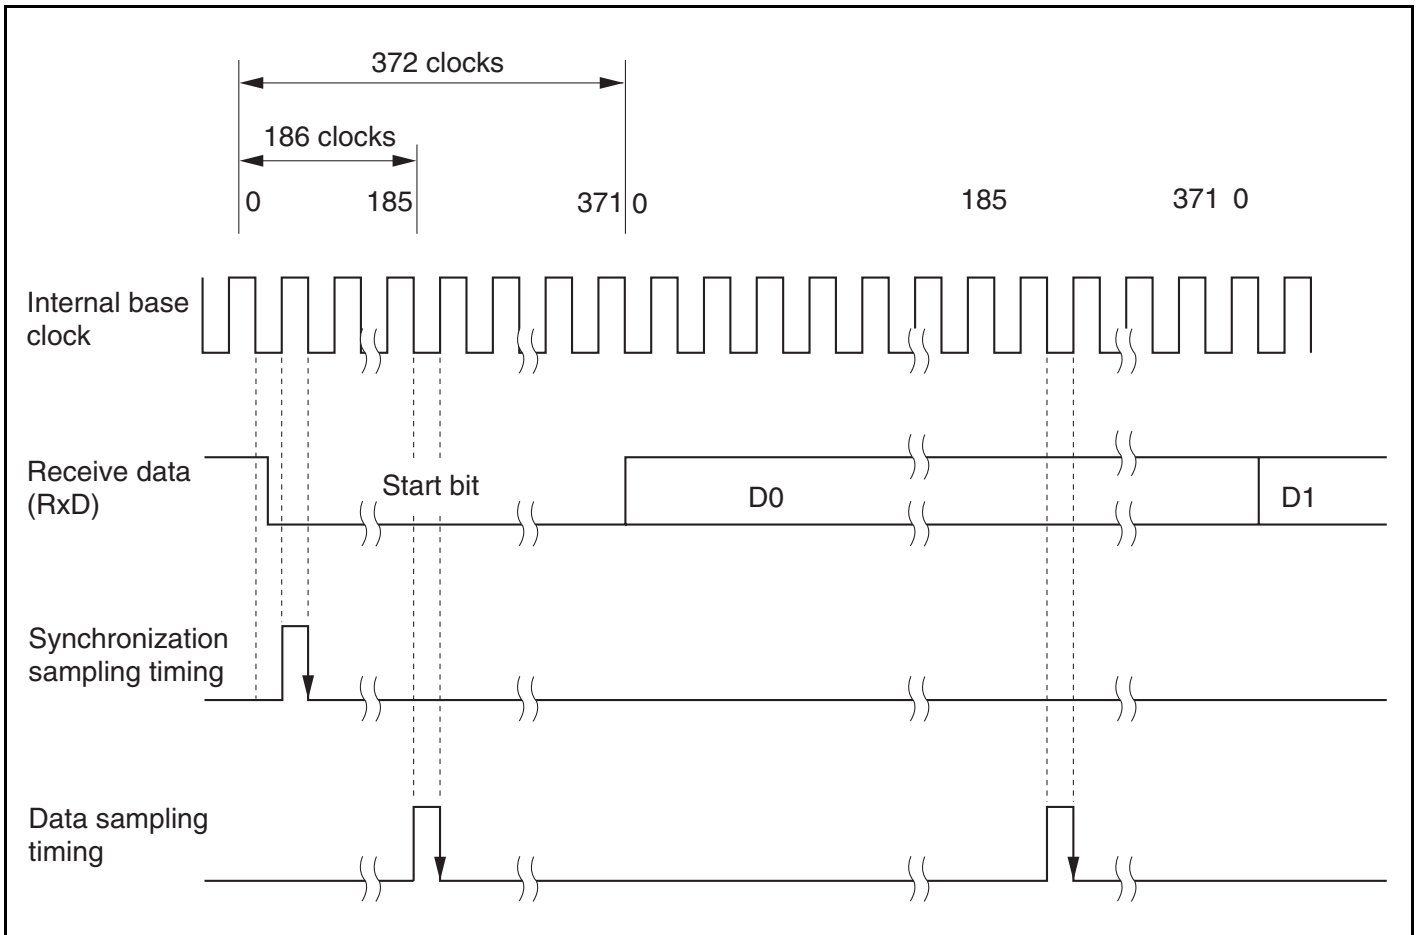 372 clocks
186 clocks
0 185 371 0 185 371 0
Internal base
clock
Receive data
(RxD)
Start bit
D0
D1
Synchronization
sampling timing
Data sampling
timing